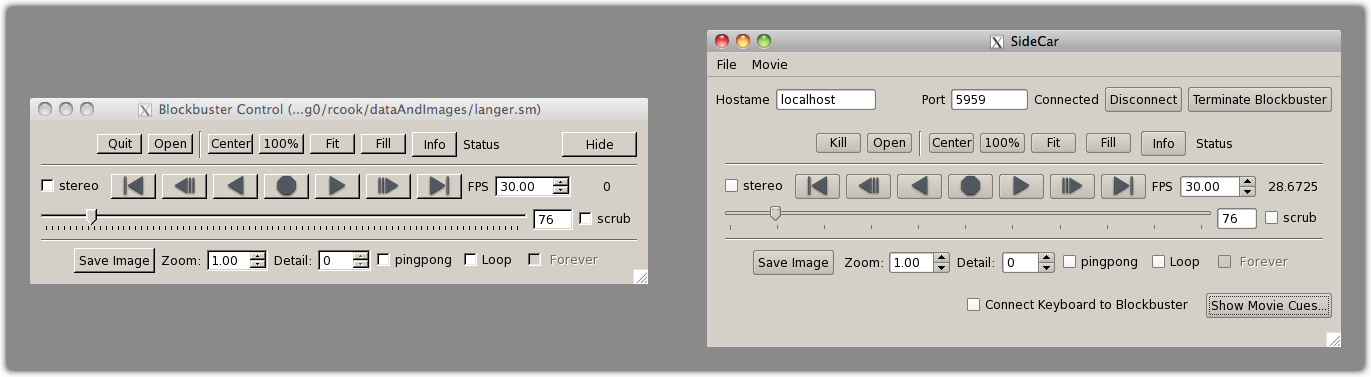 Blockbuster Control (...g0/rcook/dataAndImages/langer.sm)
Quit Open Center 100% Fit Fill Info Status Hide
stereo FPS 30.00 0
76 scrub
Save Image Zoom: 1.00 Detail: 0 pingpong Loop Forever
X SideCar
File Movie
Hostame localhost Port 5959 Connected Disconnect Terminate Blockbuster
Kill Open Center 100% Fit Fill Info Status
stereo FPS 30.00 28.6725
76 scrub
Save Image Zoom: 1.00 Detail: 0 pingpong Loop Forever
Connect Keyboard to Blockbuster Show Movie Cues...